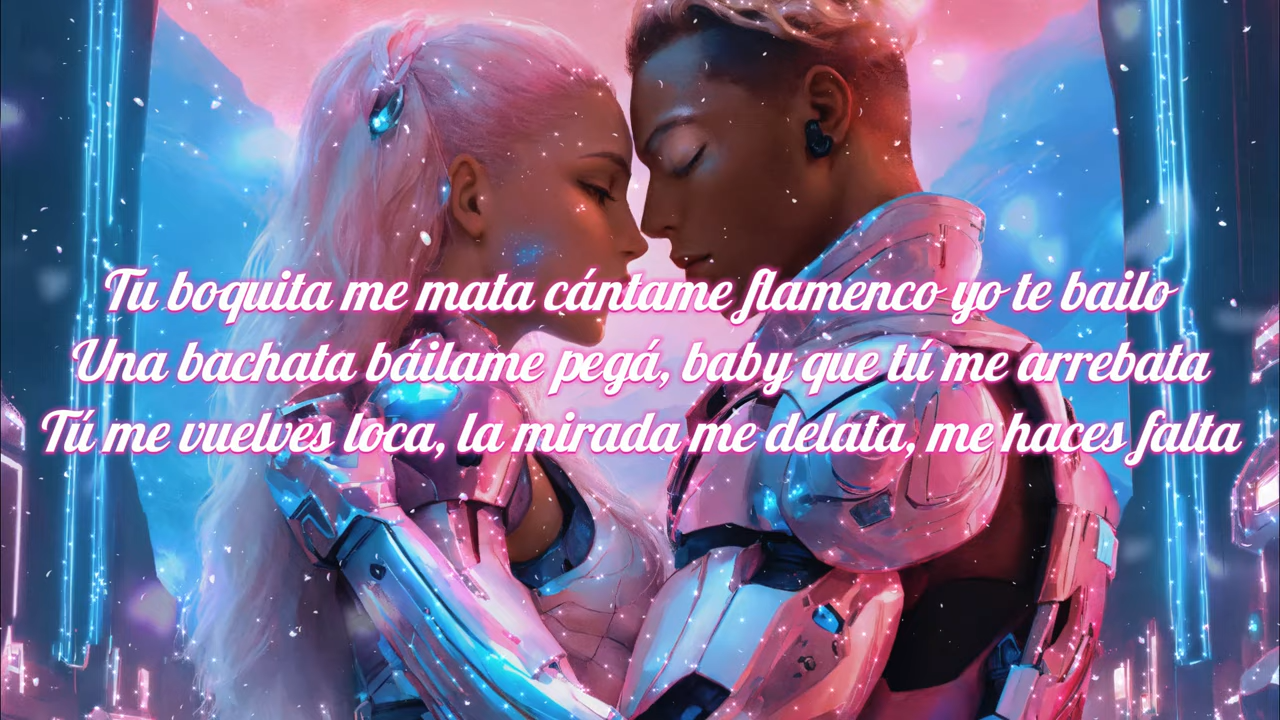 Tu boquita me mata cántame flamenco yo te bailo
Una bachata báilame pegá, baby que tú me arrebata
Tú me vuelves loca, la mirada me delata, me haces falta